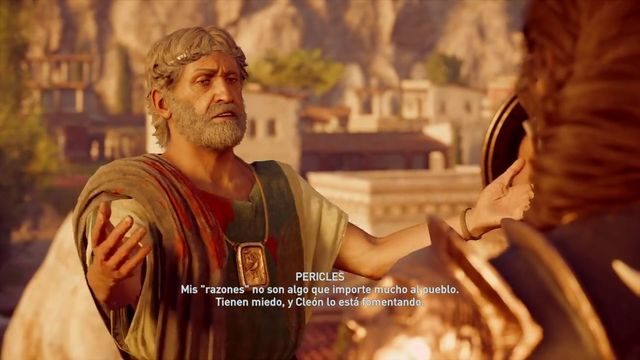 PERICLES
Mis "razones" no son algo que importe mucho al pueblo.
Tienen miedo, y Cleón lo está fomentando.